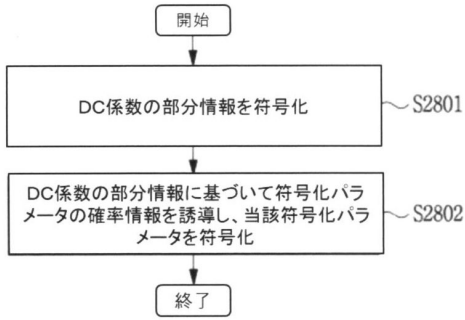 開始
DC係数の部分情報を符号化
S2801
DC係数の部分情報に基づいて符号化パラ
メータの確率情報を誘導し、当該符号化パラ
メータを符号化
S2802
終了